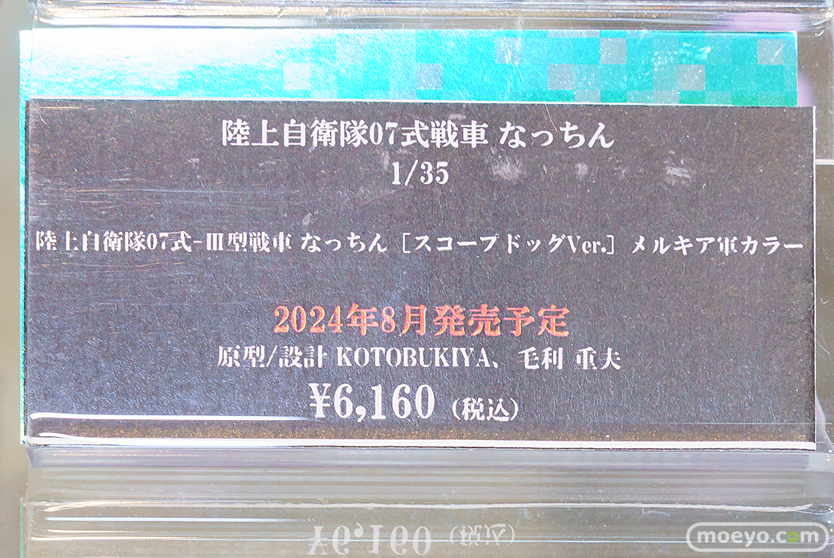 陸上自衛隊07式戦車 なっちん
1/35
陸上自衛隊07式-Ⅲ型戦車 なっちん［スコープドッグVer.］メルキア軍カラー
2024年8月発売予定
原型/設計 KOTOBUKIYA、毛利 重夫
¥6,160（税込）
¥6,160（税込）
moeyo.com